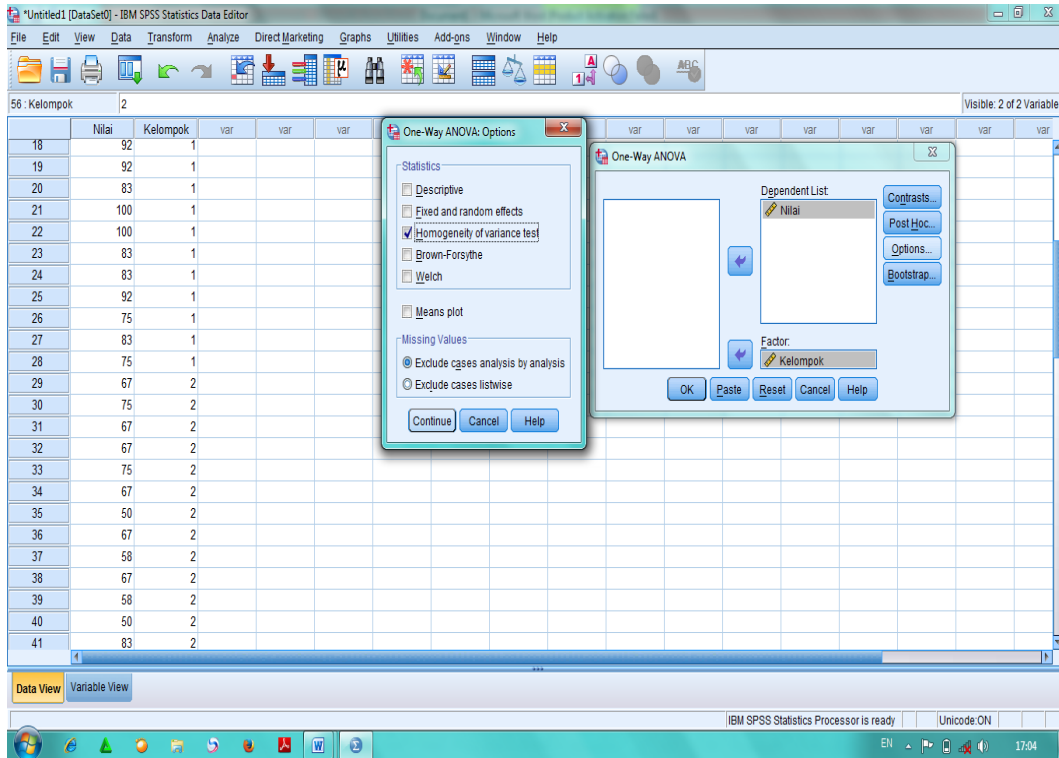 *Untitled1 [DataSet0] - IBM SPSS Statistics Data Editor
File Edit View Data Transform Analyze Direct Marketing Graphs Utilities Add-ons Window Help
56 : Kelompok 2 Visible: 2 of 2 Variable
Nilai Kelompok var var var var var var var var var var var
18 92 1
19 92 1
20 83 1
21 100 1
22 100 1
23 83 1
24 83 1
25 92 1
26 75 1
27 83 1
28 75 1
29 67 2
30 75 2
31 67 2
32 67 2
33 75 2
34 67 2
35 50 2
36 67 2
37 58 2
38 67 2
39 58 2
40 50 2
41 83 2
One-Way ANOVA: Options
Statistics
Descriptive
Fixed and random effects
Homogeneity of variance test
Brown-Forsythe
Welch
Means plot
Missing Values
Exclude cases analysis by analysis
Exclude cases listwise
Continue Cancel Help
One-Way ANOVA
Dependent List:
Nilai
Contrasts...
Post Hoc...
Options...
Bootstrap...
Factor:
Kelompok
OK Paste Reset Cancel Help
Data View Variable View
IBM SPSS Statistics Processor is ready Unicode:ON
EN 17:04